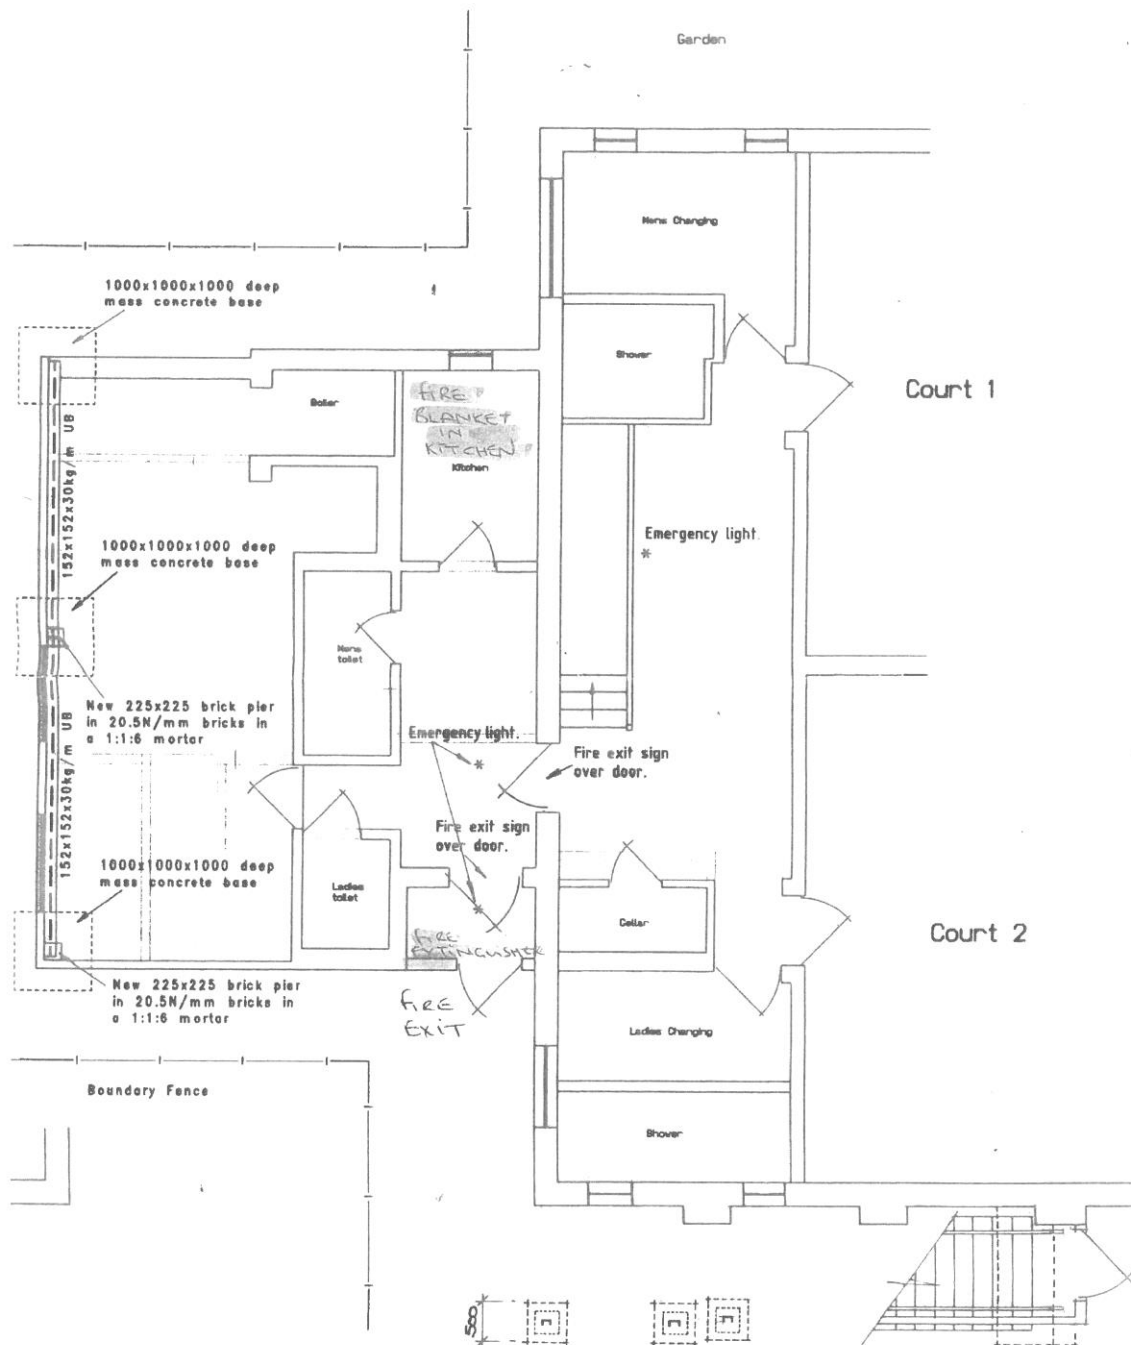 Garden
Mens Changing
1000x1000x1000 deep
mass concrete base
Shower
Court 1
Boiler
FIRE
BLANKET
IN
KITCHEN
Kitchen
152x152x30kg/m UB
Emergency light.
1000x1000x1000 deep
mass concrete base
Mens
toilet
New 225x225 brick pier
in 20.5N/mm bricks in
a 1:1:6 mortar
Emergency light.
Fire exit sign
over door.
152x152x30kg/m UB
Fire exit sign
over door.
1000x1000x1000 deep
mass concrete base
Ladies
toilet
Cellar
Court 2
FIRE
EXTINGUISHER
New 225x225 brick pier
in 20.5N/mm bricks in
a 1:1:6 mortar
FIRE
EXIT
Ladies Changing
Boundary Fence
Shower
500